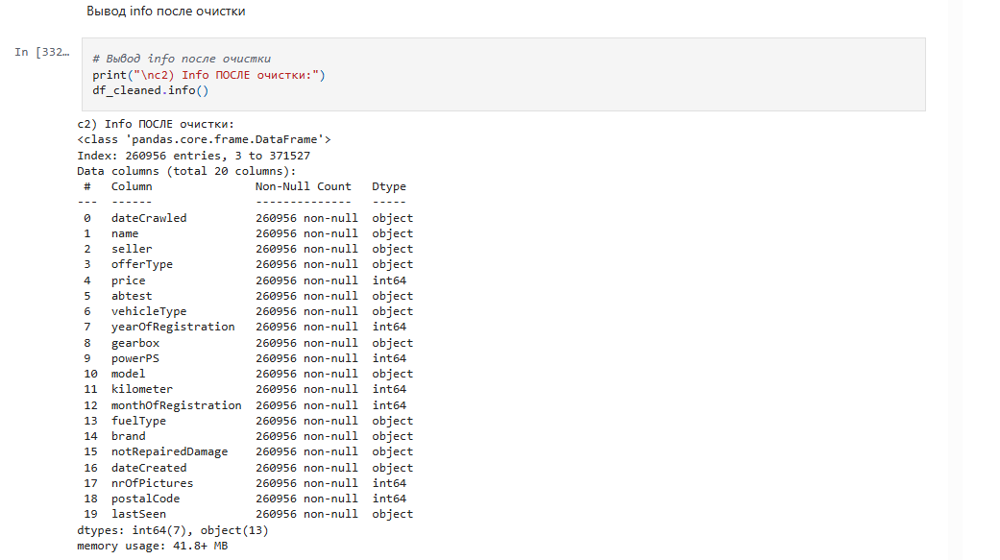 Вывод info после очистки
In [332…
# Вывод info после очистки
print("\nc2) Info ПОСЛЕ очистки:")
df_cleaned.info()
c2) Info ПОСЛЕ очистки:
<class 'pandas.core.frame.DataFrame'>
Index: 260956 entries, 3 to 371527
Data columns (total 20 columns):
 #   Column               Non-Null Count   Dtype
---  ------               --------------   -----
 0   dateCrawled          260956 non-null  object
 1   name                 260956 non-null  object
 2   seller               260956 non-null  object
 3   offerType            260956 non-null  object
 4   price                260956 non-null  int64
 5   abtest               260956 non-null  object
 6   vehicleType          260956 non-null  object
 7   yearOfRegistration   260956 non-null  int64
 8   gearbox              260956 non-null  object
 9   powerPS              260956 non-null  int64
 10  model                260956 non-null  object
 11  kilometer            260956 non-null  int64
 12  monthOfRegistration  260956 non-null  int64
 13  fuelType             260956 non-null  object
 14  brand                260956 non-null  object
 15  notRepairedDamage    260956 non-null  object
 16  dateCreated          260956 non-null  object
 17  nrOfPictures         260956 non-null  int64
 18  postalCode           260956 non-null  int64
 19  lastSeen             260956 non-null  object
dtypes: int64(7), object(13)
memory usage: 41.8+ MB